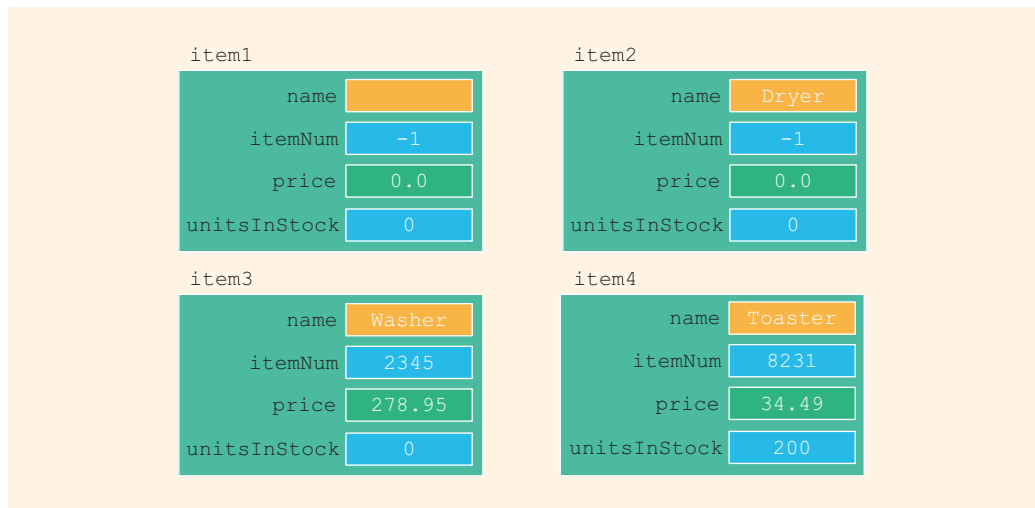 item1
name
itemNum -1
price 0.0
unitsInStock 0
item2
name Dryer
itemNum -1
price 0.0
unitsInStock 0
item3
name Washer
itemNum 2345
price 278.95
unitsInStock 0
item4
name Toaster
itemNum 8231
price 34.49
unitsInStock 200